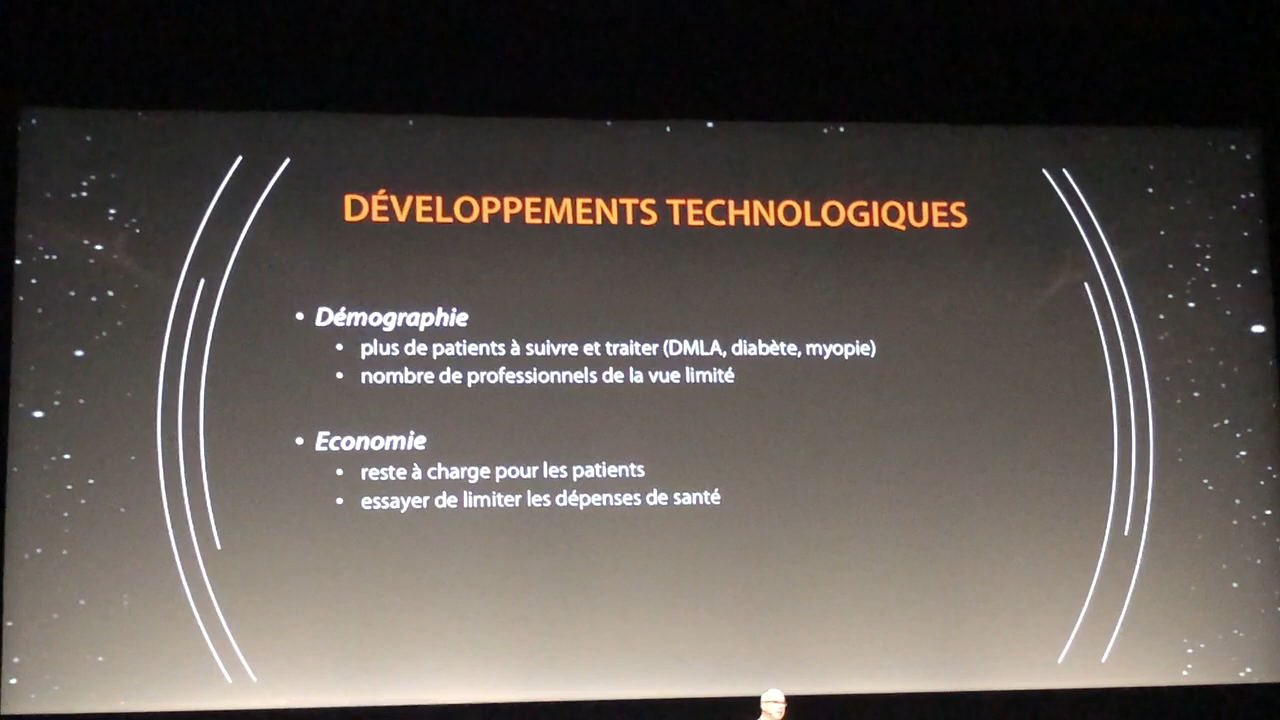 DÉVELOPPEMENTS TECHNOLOGIQUES
• Démographie
• plus de patients à suivre et traiter (DMLA, diabète, myopie)
• nombre de professionnels de la vue limité
• Economie
• reste à charge pour les patients
• essayer de limiter les dépenses de santé